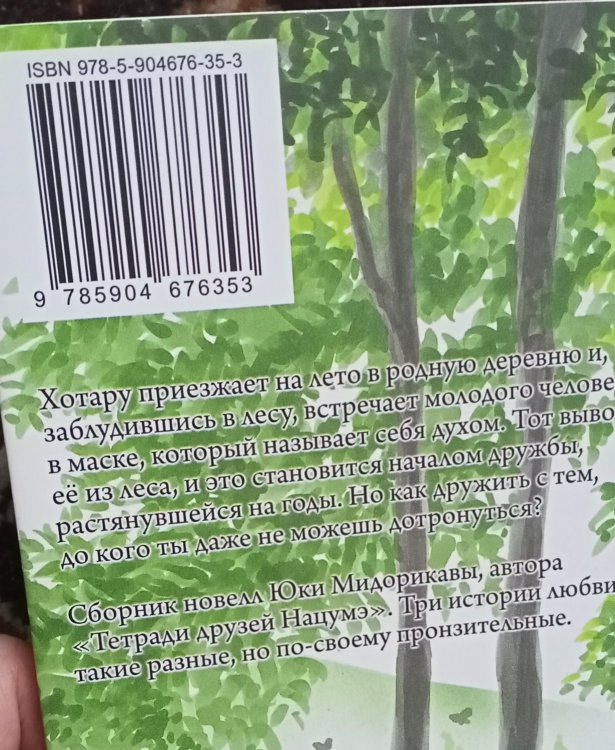 ISBN 978-5-904676-35-3
9 785904 676353
Хотару приезжает на лето в родную деревню и,
заблудившись в лесу, встречает молодого челове
в маске, который называет себя духом. Тот выво
её из леса, и это становится началом дружбы,
растянувшейся на годы. Но как дружить с тем,
до кого ты даже не можешь дотронуться?
Сборник новелл Юки Мидорикавы, автора
«Тетради друзей Нацумэ». Три истории любви
такие разные, но по-своему пронзительные.